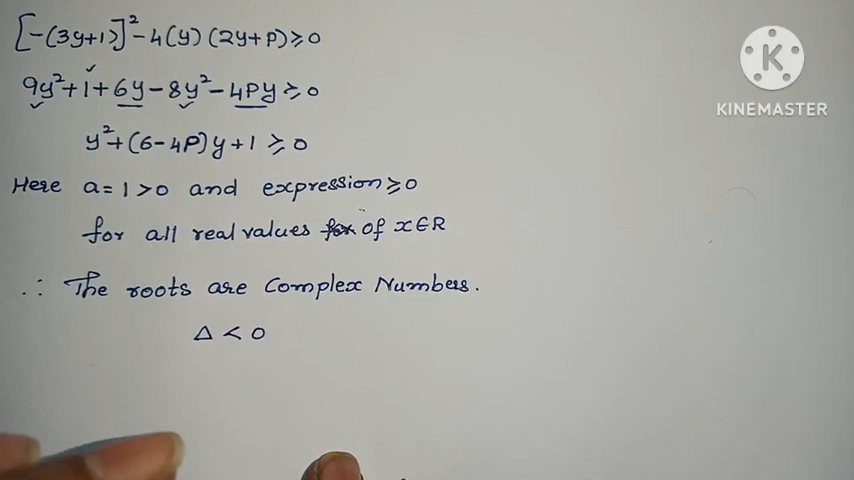 [-(3y+1)]² - 4(y)(2y+P) ≥ 0
9y² + 1 + 6y - 8y² - 4Py ≥ 0
y² + (6-4P)y + 1 ≥ 0
Here a = 1 > 0 and expression ≥ 0
for all real values for of x∈R
∴ The roots are Complex Numbers.
Δ < 0
KINEMASTER